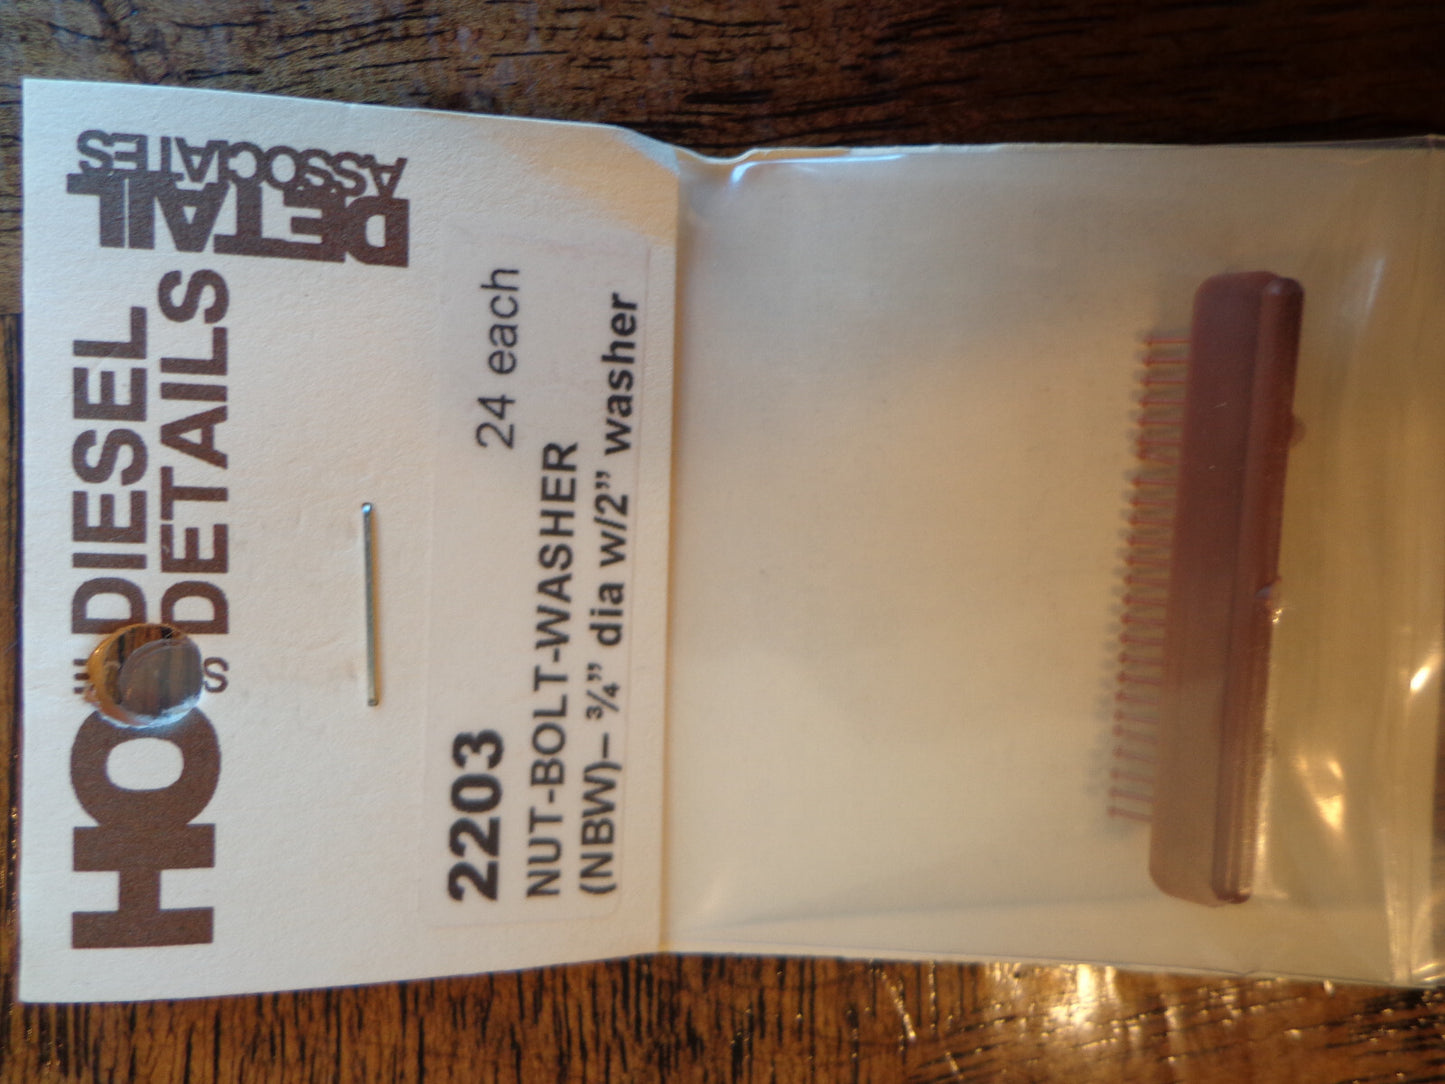 HO
DIESEL
DETAILS
DETAIL
ASSOCIATES
2203
24 each
NUT-BOLT-WASHER
(NBW)– ¾” dia w/2” washer